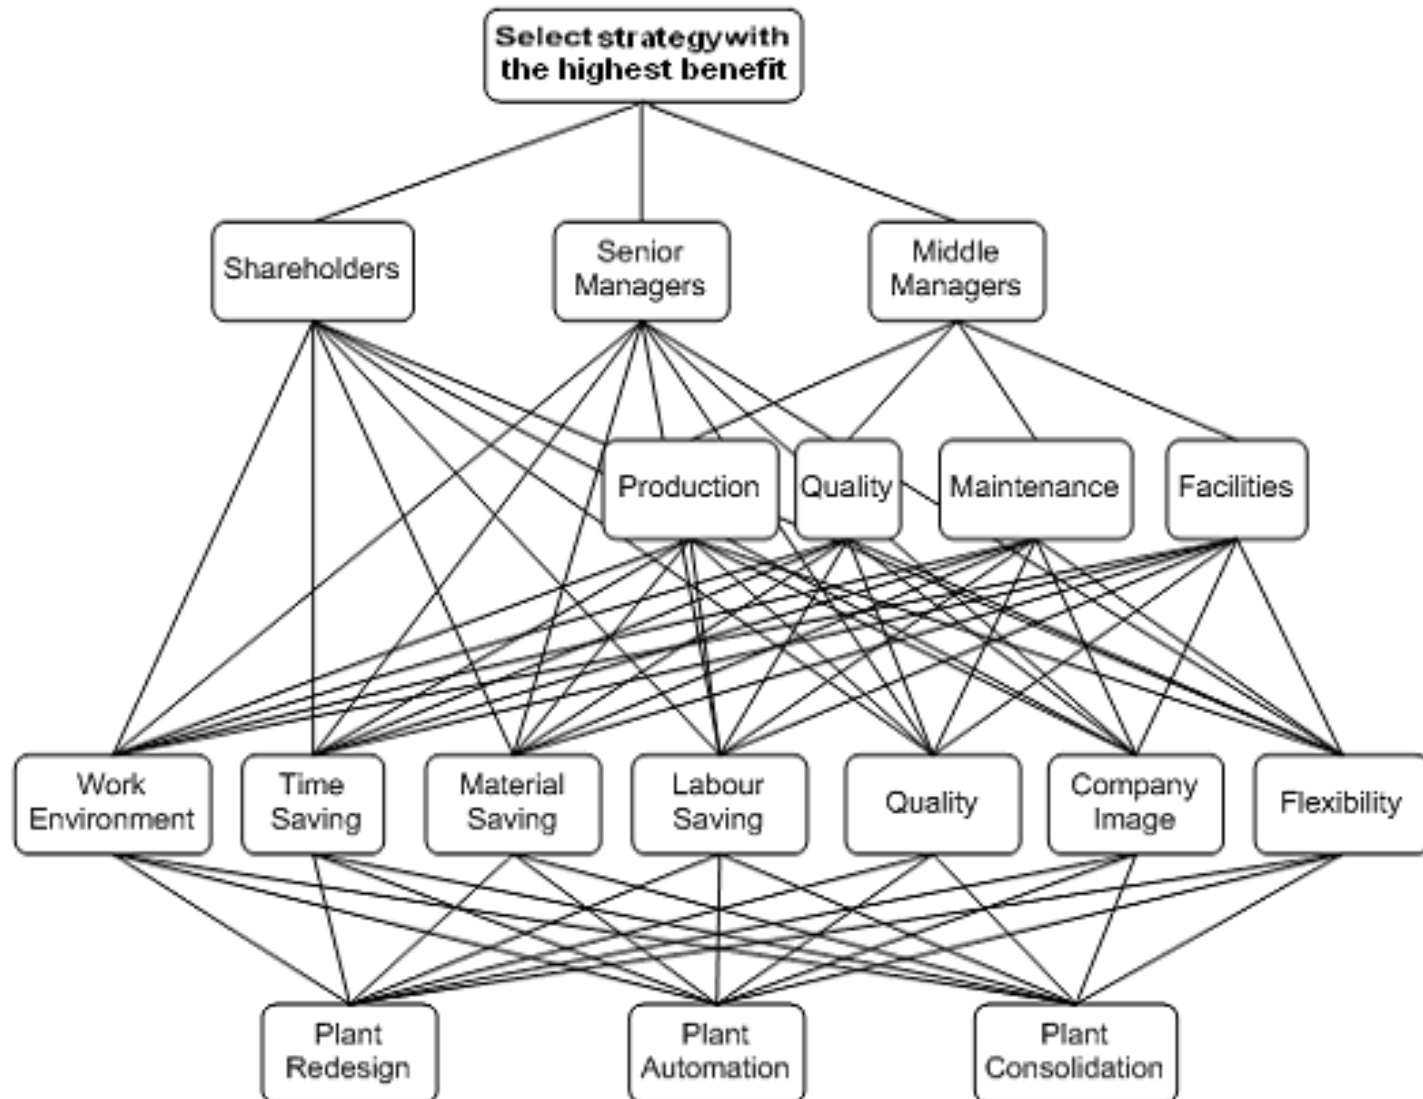 Select strategy with
the highest benefit
Shareholders
Senior
Managers
Middle
Managers
Production
Quality
Maintenance
Facilities
Work
Environment
Time
Saving
Material
Saving
Labour
Saving
Quality
Company
Image
Flexibility
Plant
Redesign
Plant
Automation
Plant
Consolidation